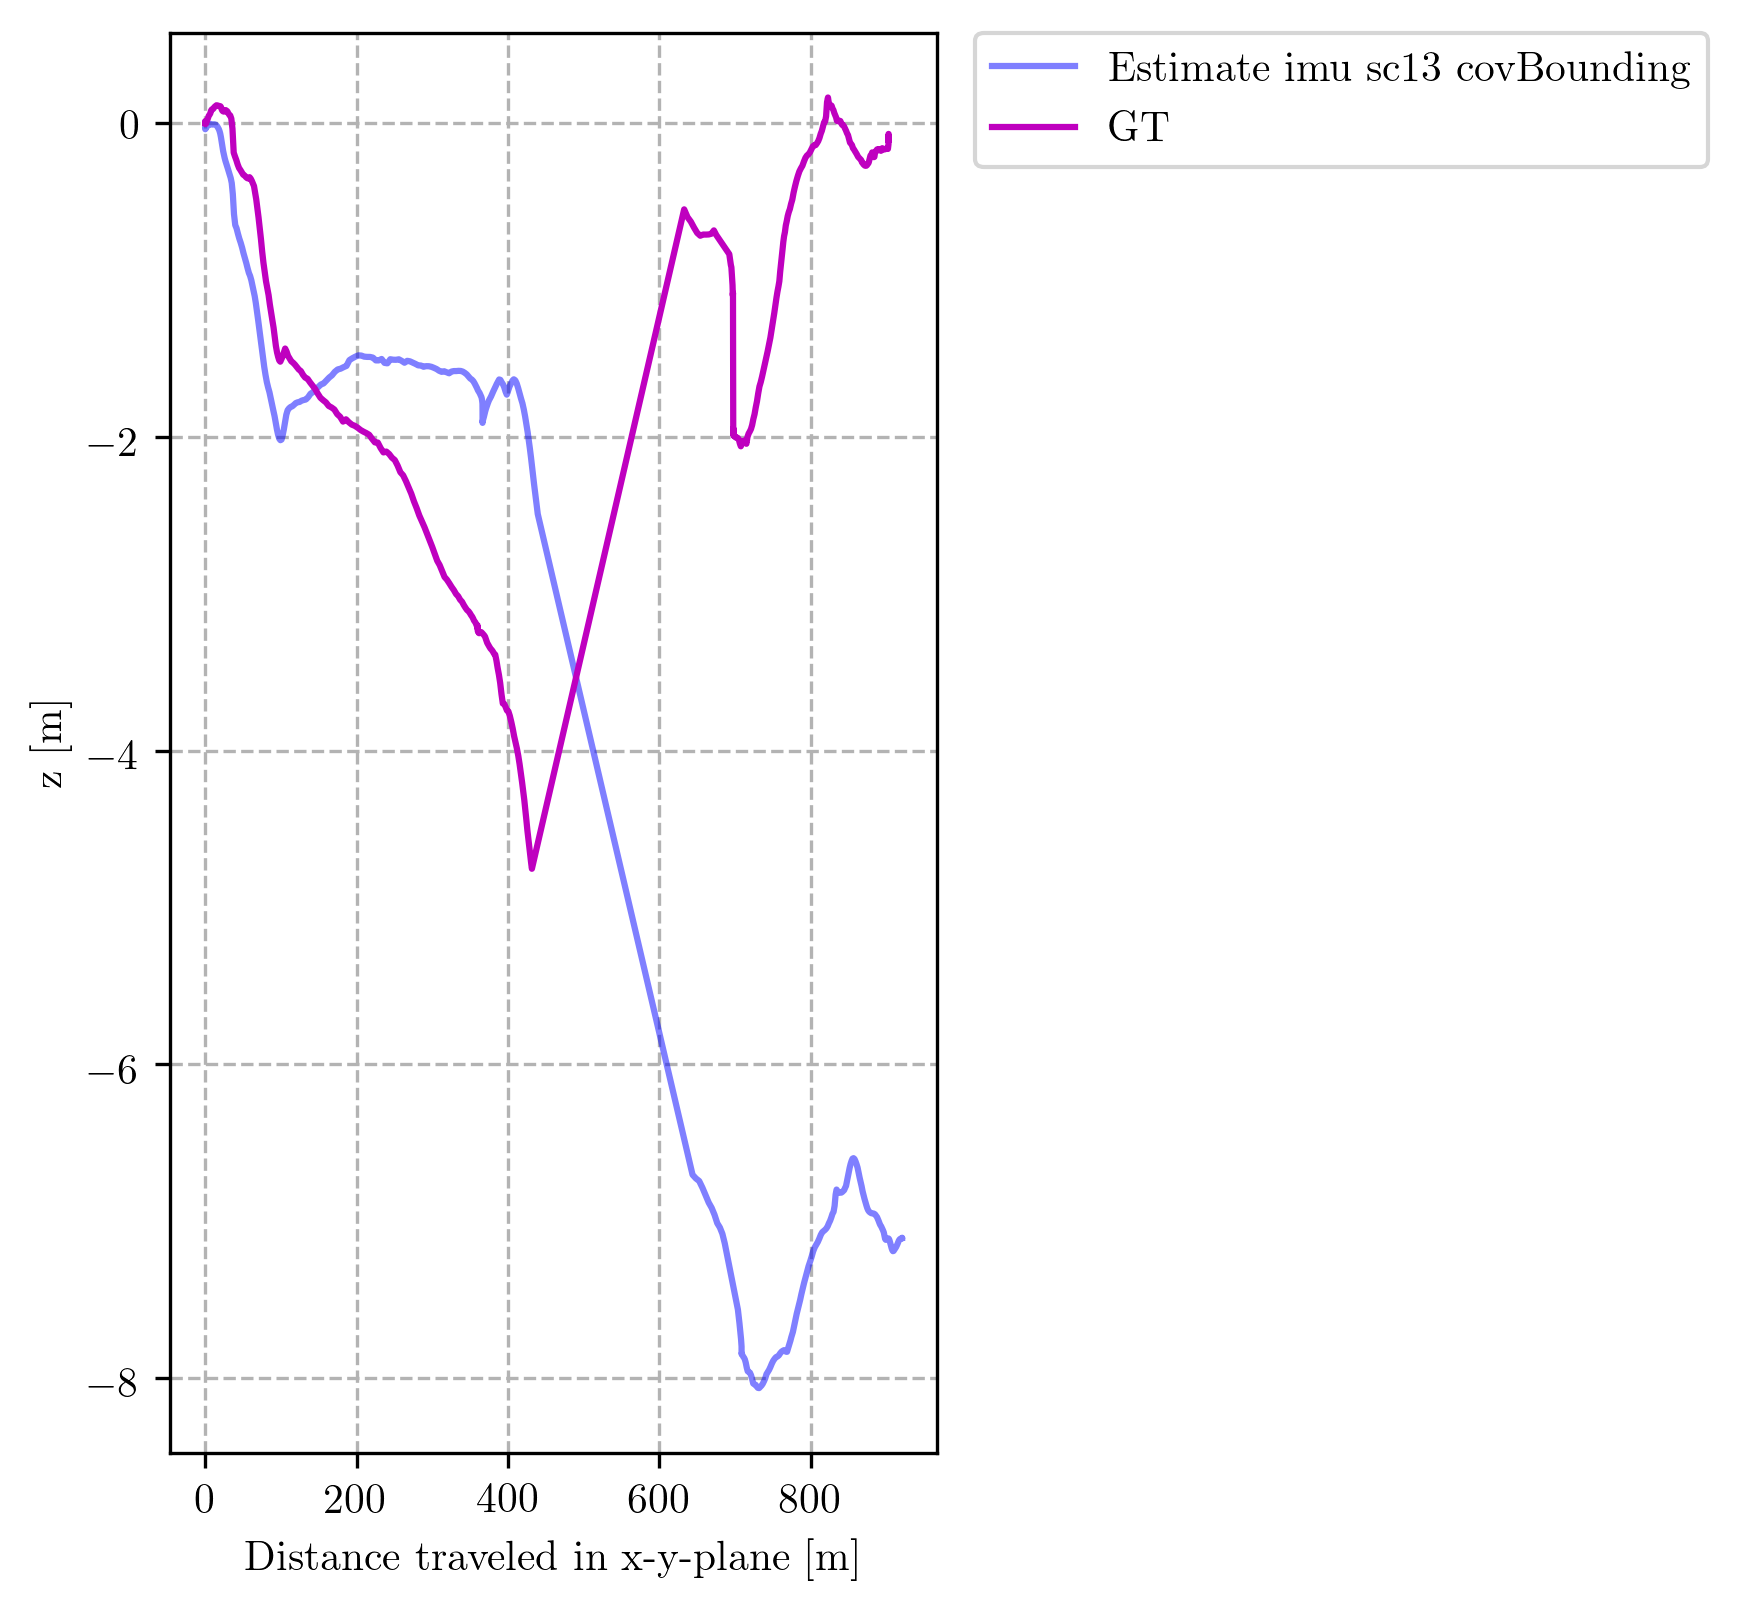 Estimate imu sc13 covBounding
GT
0
−2
−4
−6
−8
z [m]
0 200 400 600 800
Distance traveled in x-y-plane [m]